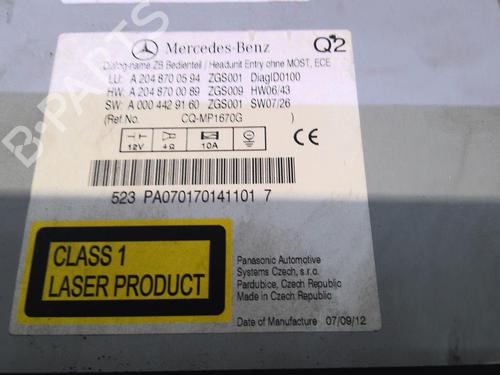 Mercedes-Benz Q2
Dialog-name ZB Bedienteil / Headunit Entry ohne MOST, ECE
LU: A 204 870 05 94 ZGS001 DiagID0100
HW: A 204 870 00 89 ZGS009 HW06/43
SW: A 000 442 91 60 ZGS001 SW07/26
(Ref.No. CQ-MP1670G )
12V 4Ω 10A CE
523 PA070170141101 7
CLASS 1
LASER PRODUCT
Panasonic Automotive
Systems Czech, s.r.o.
Pardubice, Czech Republic
Made in Czech Republic
Date of Manufacture 07/09/12
B-PARTS